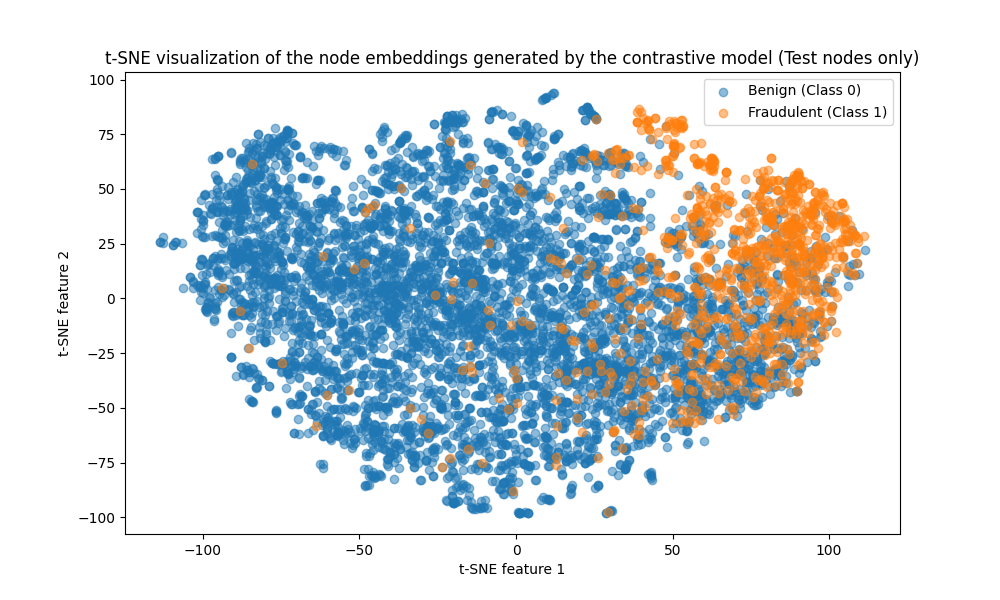 t-SNE visualization of the node embeddings generated by the contrastive model (Test nodes only)
Benign (Class 0)
Fraudulent (Class 1)
t-SNE feature 2
100
75
50
25
0
−25
−50
−75
−100
−100
−50
0
50
100
t-SNE feature 1